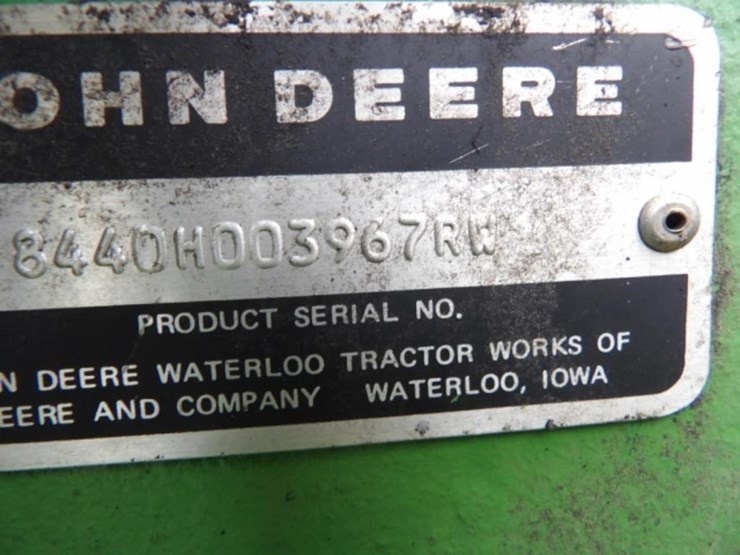 OHN DEERE
8440H003967RW
PRODUCT SERIAL NO.
N DEERE WATERLOO TRACTOR WORKS OF
EERE AND COMPANY WATERLOO, IOWA